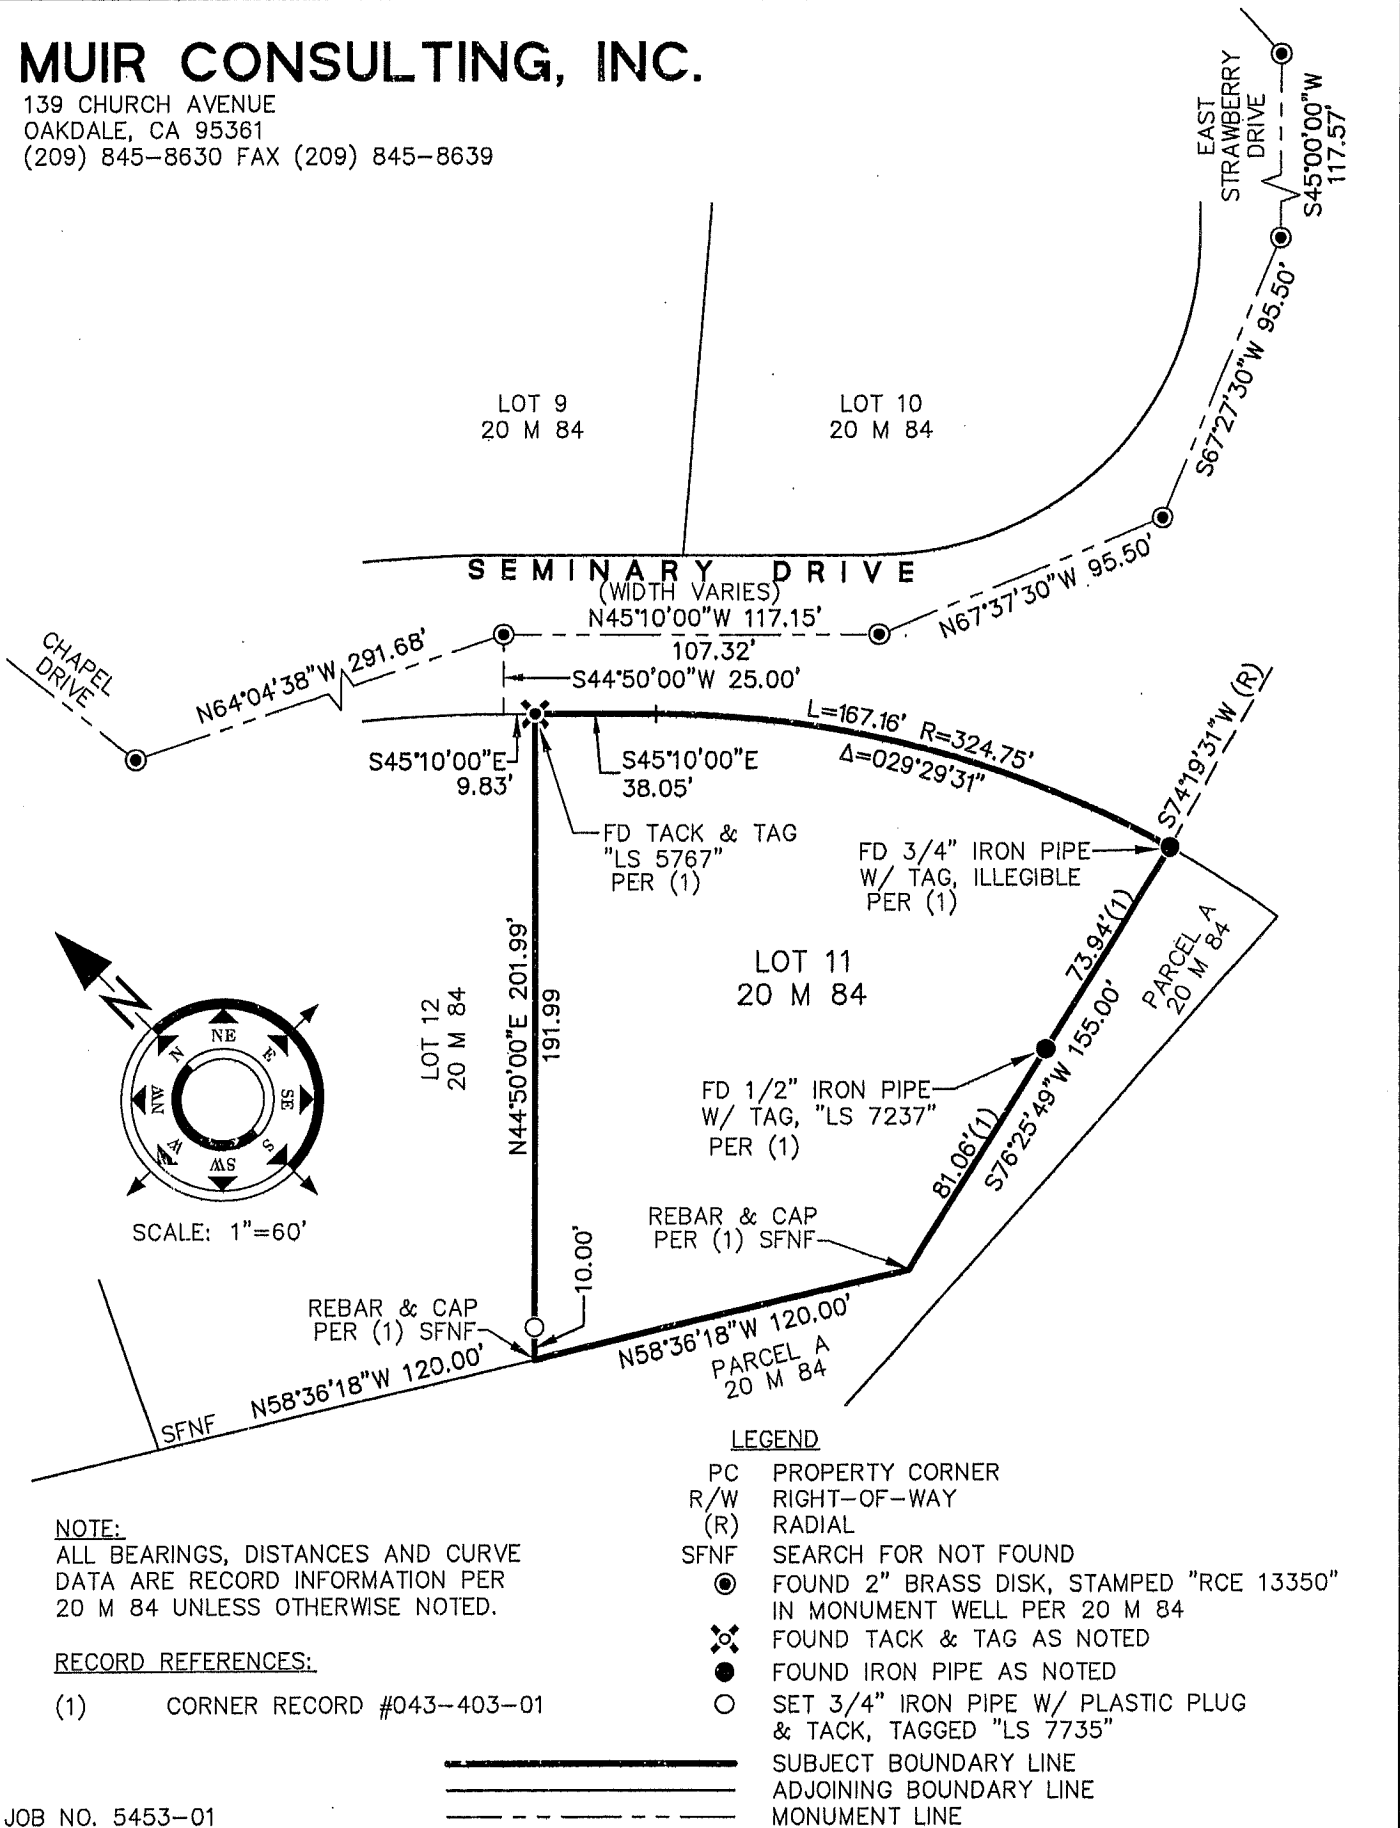 MUIR CONSULTING, INC.
139 CHURCH AVENUE
OAKDALE, CA 95361
(209) 845-8630 FAX (209) 845-8639
EAST
STRAWBERRY
DRIVE
S45°00'00"W
117.57'
S67°27'30"W 95.50'
LOT 9
20 M 84
LOT 10
20 M 84
SEMINARY DRIVE
(WIDTH VARIES)
N45°10'00"W 117.15'
107.32'
N67°37'30"W 95.50'
CHAPEL
DRIVE
N64°04'38"W 291.68'
S44°50'00"W 25.00'
L=167.16' R=324.75'
Δ=029°29'31"
S74°19'31"W (R)
S45°10'00"E
9.83'
S45°10'00"E
38.05'
FD TACK & TAG
"LS 5767"
PER (1)
FD 3/4" IRON PIPE
W/ TAG, ILLEGIBLE
PER (1)
73.94'(1)
PARCEL A
20 M 84
LOT 11
20 M 84
LOT 12
20 M 84
N44°50'00"E 201.99'
191.99
N
N
NE
E
SE
S
SW
W
NW
SCALE: 1"=60'
FD 1/2" IRON PIPE
W/ TAG, "LS 7237"
PER (1)
S76°25'49"W 155.00'
81.06'(1)
REBAR & CAP
PER (1) SFNF
10.00'
REBAR & CAP
PER (1) SFNF
N58°36'18"W 120.00'
PARCEL A
20 M 84
N58°36'18"W 120.00'
SFNF
LEGEND
PC PROPERTY CORNER
R/W RIGHT-OF-WAY
(R) RADIAL
SFNF SEARCH FOR NOT FOUND
FOUND 2" BRASS DISK, STAMPED "RCE 13350"
IN MONUMENT WELL PER 20 M 84
FOUND TACK & TAG AS NOTED
FOUND IRON PIPE AS NOTED
SET 3/4" IRON PIPE W/ PLASTIC PLUG
& TACK, TAGGED "LS 7735"
SUBJECT BOUNDARY LINE
ADJOINING BOUNDARY LINE
MONUMENT LINE
NOTE:
ALL BEARINGS, DISTANCES AND CURVE
DATA ARE RECORD INFORMATION PER
20 M 84 UNLESS OTHERWISE NOTED.
RECORD REFERENCES:
(1) CORNER RECORD #043-403-01
JOB NO. 5453-01